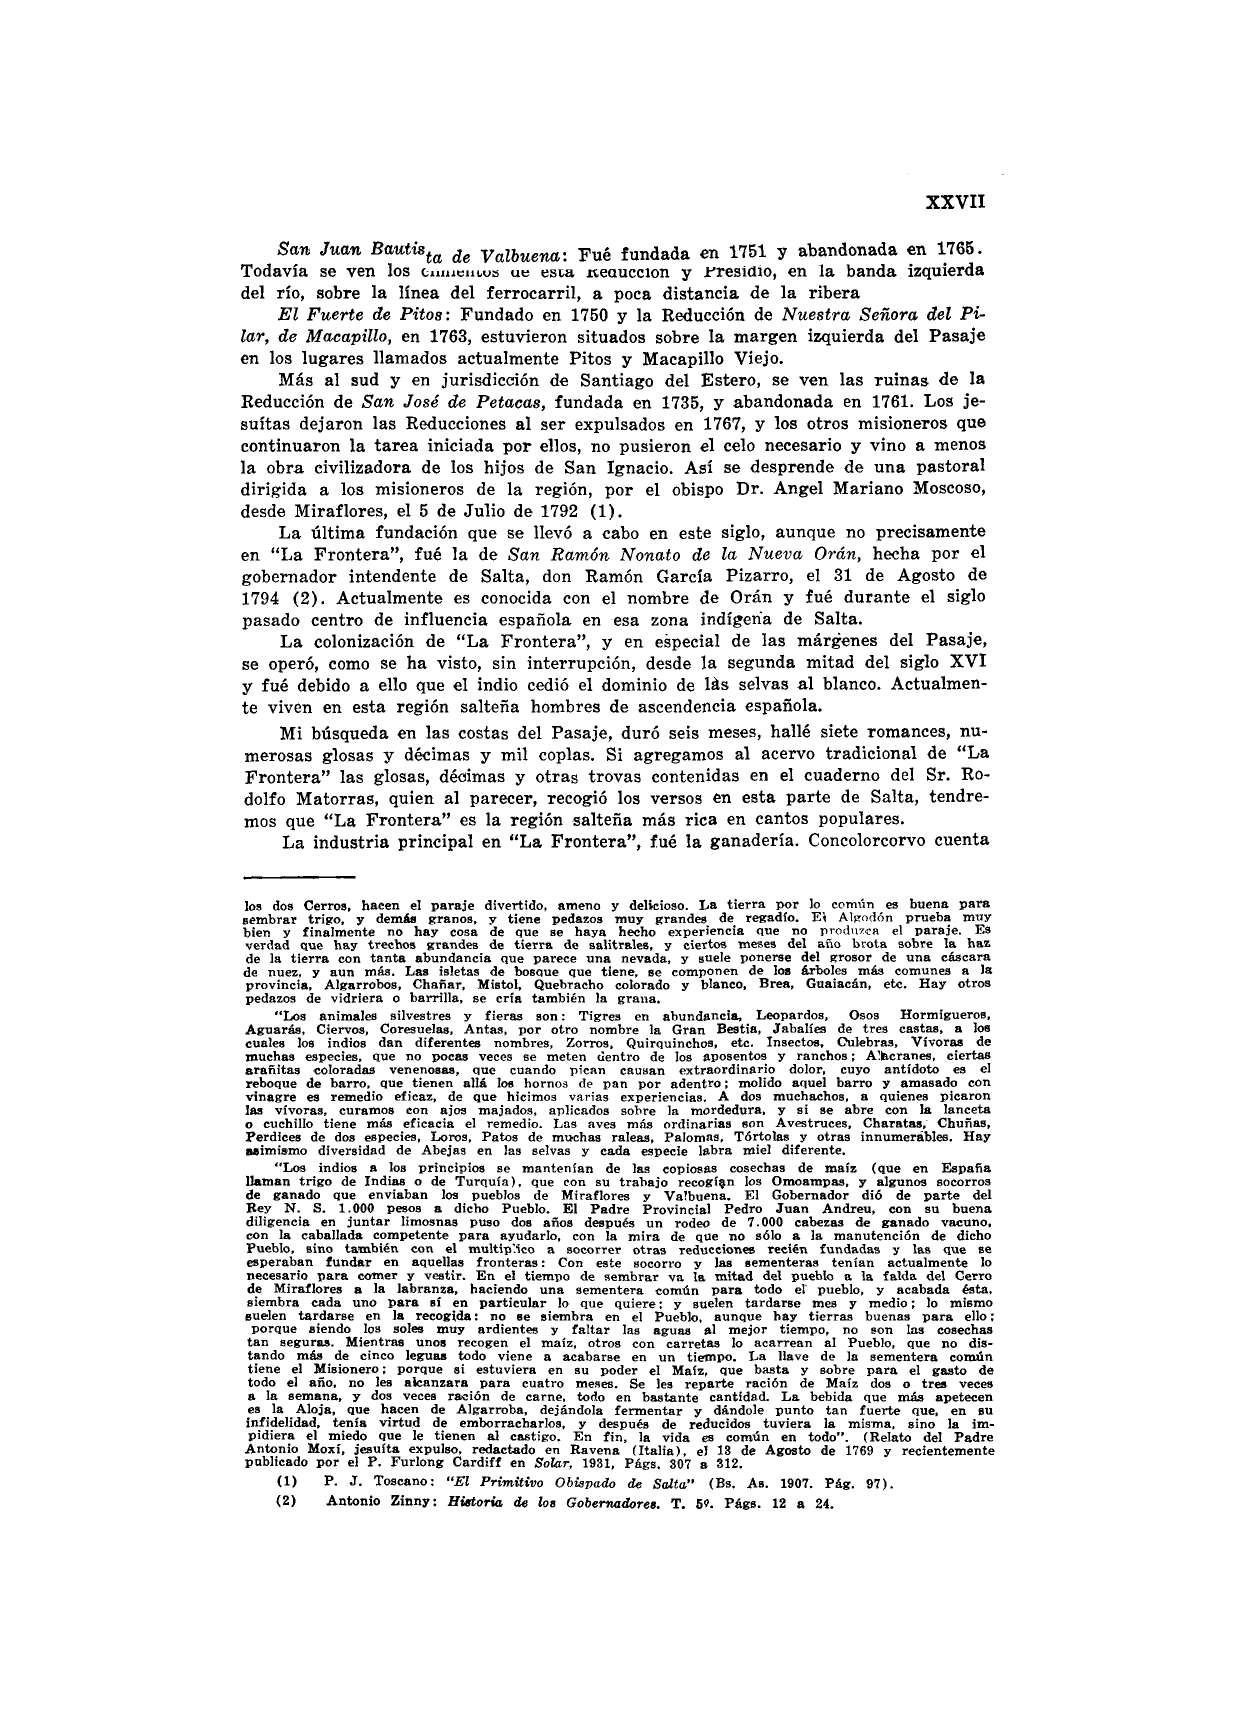 XXVII
San Juan Bautista de Valbuena: Fué fundada en 1751 y abandonada en 1765.
Todavía se ven los cimientos de esta Reducción y Presidio, en la banda izquierda
del río, sobre la línea del ferrocarril, a poca distancia de la ribera
El Fuerte de Pitos: Fundado en 1750 y la Reducción de Nuestra Señora del Pi-
lar, de Macapillo, en 1763, estuvieron situados sobre la margen izquierda del Pasaje
en los lugares llamados actualmente Pitos y Macapillo Viejo.
Más al sud y en jurisdicción de Santiago del Estero, se ven las ruinas de la
Reducción de San José de Petacas, fundada en 1735, y abandonada en 1761. Los je-
suítas dejaron las Reducciones al ser expulsados en 1767, y los otros misioneros que
continuaron la tarea iniciada por ellos, no pusieron el celo necesario y vino a menos
la obra civilizadora de los hijos de San Ignacio. Así se desprende de una pastoral
dirigida a los misioneros de la región, por el obispo Dr. Angel Mariano Moscoso,
desde Miraflores, el 5 de Julio de 1792 (1).
La última fundación que se llevó a cabo en este siglo, aunque no precisamente
en “La Frontera”, fué la de San Ramón Nonato de la Nueva Orán, hecha por el
gobernador intendente de Salta, don Ramón García Pizarro, el 31 de Agosto de
1794 (2). Actualmente es conocida con el nombre de Orán y fué durante el siglo
pasado centro de influencia española en esa zona indígena de Salta.
La colonización de “La Frontera”, y en especial de las márgenes del Pasaje,
se operó, como se ha visto, sin interrupción, desde la segunda mitad del siglo XVI
y fué debido a ello que el indio cedió el dominio de las selvas al blanco. Actualmen-
te viven en esta región salteña hombres de ascendencia española.
Mi búsqueda en las costas del Pasaje, duró seis meses, hallé siete romances, nu-
merosas glosas y décimas y mil coplas. Si agregamos al acervo tradicional de “La
Frontera” las glosas, décimas y otras trovas contenidas en el cuaderno del Sr. Ro-
dolfo Matorras, quien al parecer, recogió los versos en esta parte de Salta, tendre-
mos que “La Frontera” es la región salteña más rica en cantos populares.
La industria principal en “La Frontera”, fué la ganadería. Concolorcorvo cuenta
los dos Cerros, hacen el paraje divertido, ameno y delicioso. La tierra por lo común es buena para
sembrar trigo, y demás granos, y tiene pedazos muy grandes de regadío. El Algodón prueba muy
bien y finalmente no hay cosa de que se haya hecho experiencia que no produzca el paraje. Es
verdad que hay trechos grandes de tierra de salitrales, y ciertos meses del año brota sobre la haz
de la tierra con tanta abundancia que parece una nevada, y suele ponerse del grosor de una cáscara
de nuez, y aun más. Las isletas de bosque que tiene, se componen de los árboles más comunes a la
provincia, Algarrobos, Chañar, Mistol, Quebracho colorado y blanco, Brea, Guaiacán, etc. Hay otros
pedazos de vidriera o barrilla, se cría también la grana.
“Los animales silvestres y fieras son: Tigres en abundancia, Leopardos, Osos Hormigueros,
Aguarás, Ciervos, Coresuelas, Antas, por otro nombre la Gran Bestia, Jabalíes de tres castas, a los
cuales los indios dan diferentes nombres, Zorros, Quirquinchos, etc. Insectos, Culebras, Vívoras de
muchas especies, que no pocas veces se meten dentro de los aposentos y ranchos; Alacranes, ciertas
arañitas coloradas venenosas, que cuando pican causan extraordinario dolor, cuyo antídoto es el
reboque de barro, que tienen allá los hornos de pan por adentro; molido aquel barro y amasado con
vinagre es remedio eficaz, de que hicimos varias experiencias. A dos muchachos, a quienes picaron
las vívoras, curamos con ajos majados, aplicados sobre la mordedura, y si se abre con la lanceta
o cuchillo tiene más eficacia el remedio. Las aves más ordinarias son Avestruces, Charatas, Chuñas,
Perdices de dos especies, Loros, Patos de muchas raleas, Palomas, Tórtolas y otras innumerables. Hay
asimismo diversidad de Abejas en las selvas y cada especie labra miel diferente.
“Los indios a los principios se mantenían de las copiosas cosechas de maíz (que en España
llaman trigo de Indias o de Turquía), que con su trabajo recogían los Omoampas, y algunos socorros
de ganado que enviaban los pueblos de Miraflores y Valbuena. El Gobernador dió de parte del
Rey N. S. 1.000 pesos a dicho Pueblo. El Padre Provincial Pedro Juan Andreu, con su buena
diligencia en juntar limosnas puso dos años después un rodeo de 7.000 cabezas de ganado vacuno,
con la caballada competente para ayudarlo, con la mira de que no sólo a la manutención de dicho
Pueblo, sino también con el multiplico a socorrer otras reducciones recién fundadas y las que se
esperaban fundar en aquellas fronteras: Con este socorro y las sementeras tenían actualmente lo
necesario para comer y vestir. En el tiempo de sembrar va la mitad del pueblo a la falda del Cerro
de Miraflores a la labranza, haciendo una sementera común para todo el pueblo, y acabada ésta,
siembra cada uno para sí en particular lo que quiere; y suelen tardarse mes y medio; lo mismo
suelen tardarse en la recogida: no se siembra en el Pueblo, aunque hay tierras buenas para ello;
porque siendo los soles muy ardientes y faltar las aguas al mejor tiempo, no son las cosechas
tan seguras. Mientras unos recogen el maíz, otros con carretas lo acarrean al Pueblo, que no dis-
tando más de cinco leguas todo viene a acabarse en un tiempo. La llave de la sementera común
tiene el Misionero; porque si estuviera en su poder el Maíz, que basta y sobre para el gasto de
todo el año, no les alcanzara para cuatro meses. Se les reparte ración de Maíz dos o tres veces
a la semana, y dos veces ración de carne, todo en bastante cantidad. La bebida que más apetecen
es la Aloja, que hacen de Algarroba, dejándola fermentar y dándole punto tan fuerte que, en su
infidelidad, tenía virtud de emborracharlos, y después de reducidos tuviera la misma, sino la im-
pidiera el miedo que le tienen al castigo. En fin, la vida es común en todo”. (Relato del Padre
Antonio Moxí, jesuíta expulso, redactado en Ravena (Italia), el 13 de Agosto de 1769 y recientemente
publicado por el P. Furlong Cardiff en Solar, 1931, Págs. 307 a 312.
(1) P. J. Toscano: “El Primitivo Obispado de Salta” (Bs. As. 1907. Pág. 97).
(2) Antonio Zinny: Historia de los Gobernadores. T. 5º. Págs. 12 a 24.